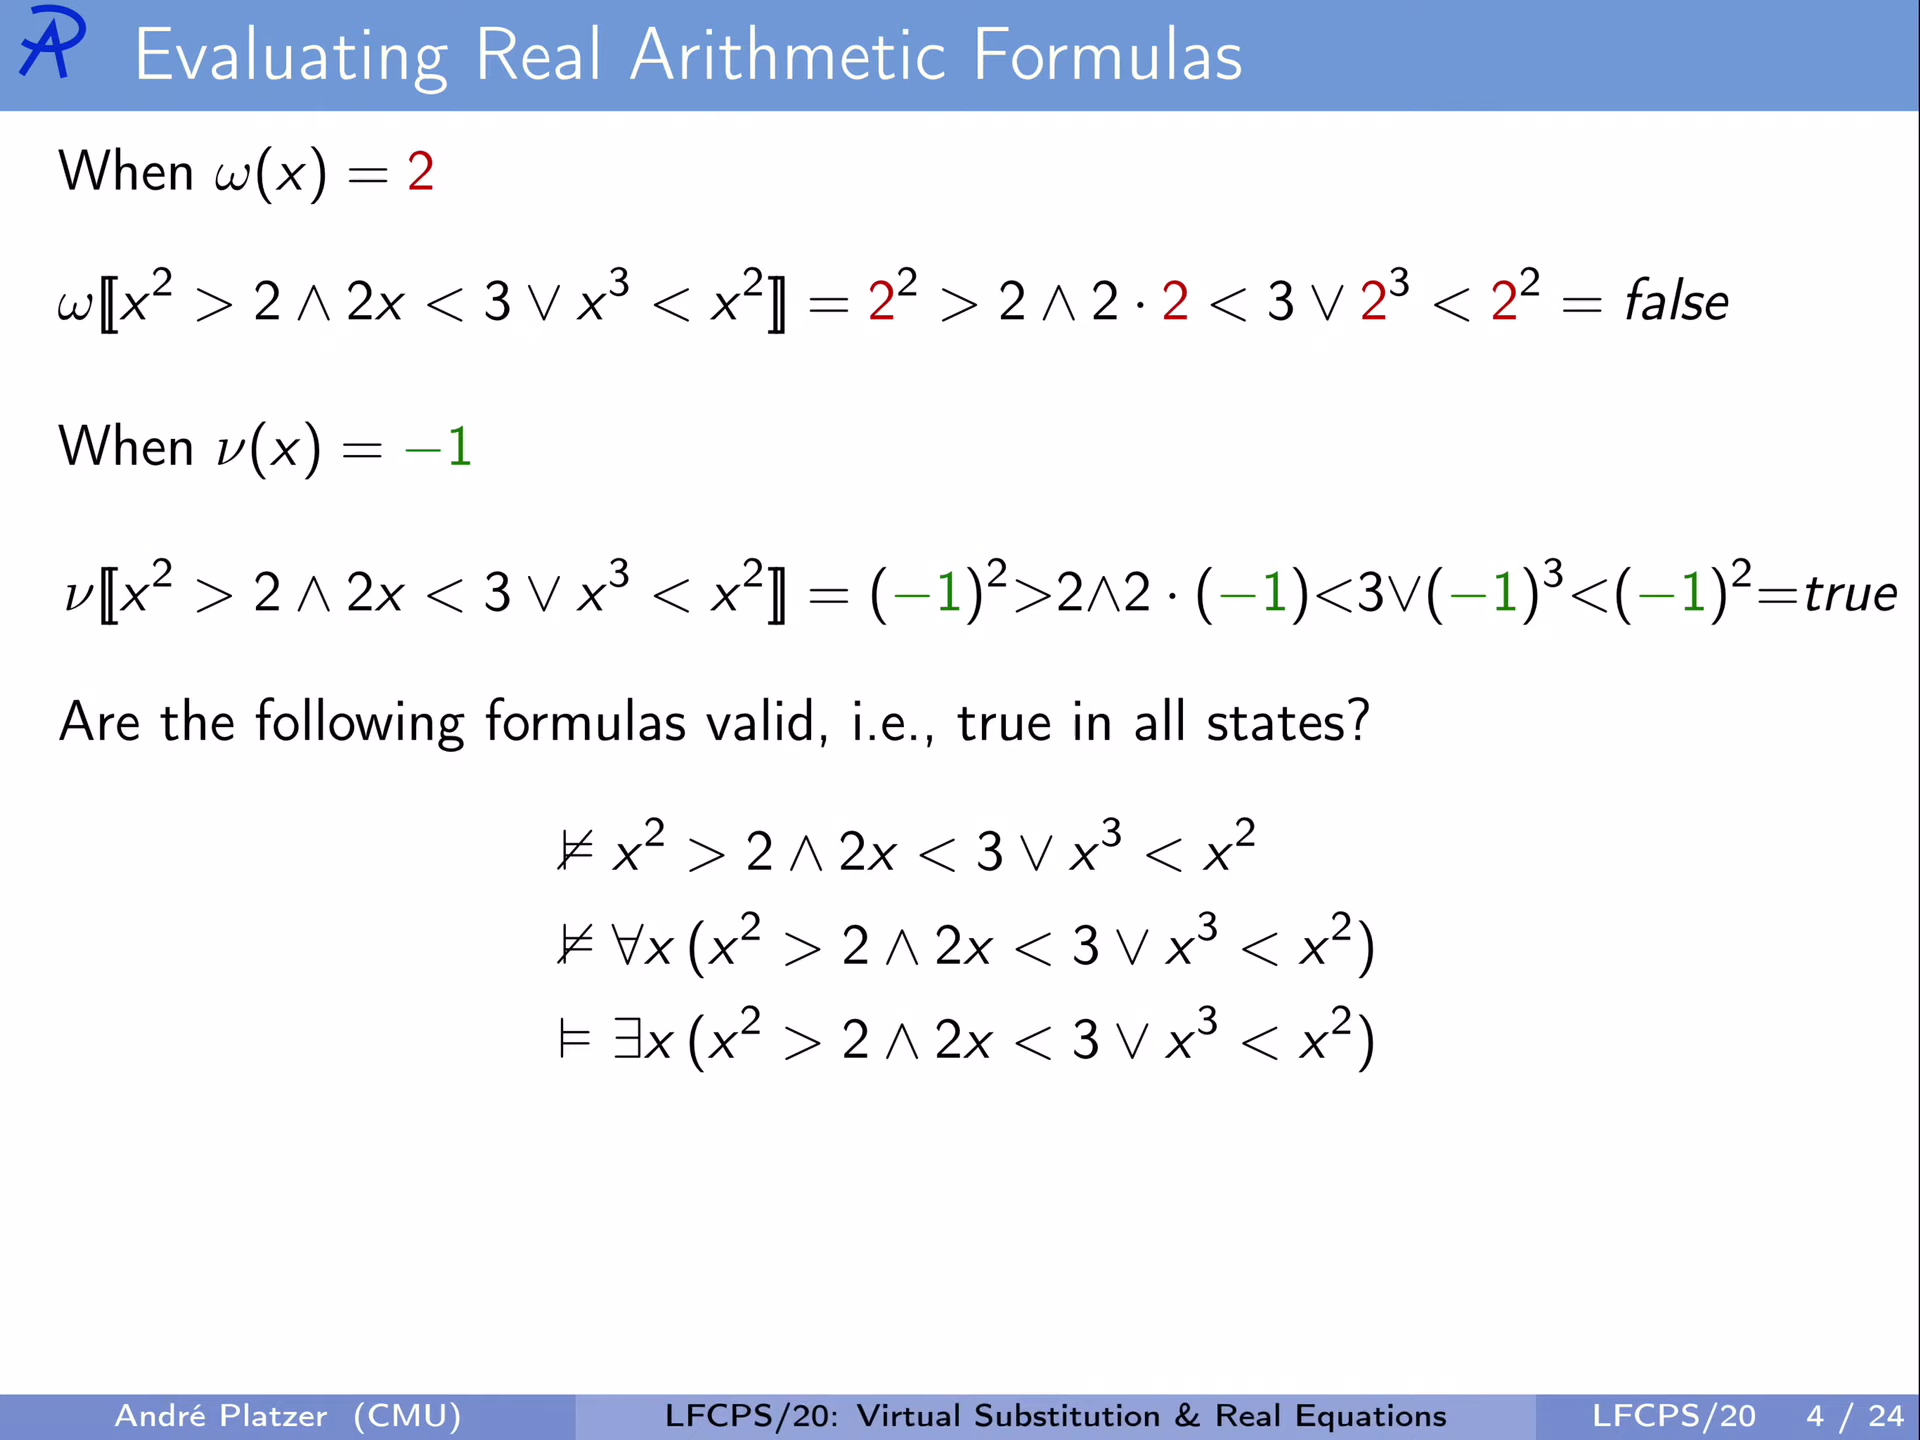 Evaluating Real Arithmetic Formulas
When ω(x) = 2
ω⟦x² > 2 ∧ 2x < 3 ∨ x³ < x²⟧ = 2² > 2 ∧ 2 · 2 < 3 ∨ 2³ < 2² = false
When ν(x) = −1
ν⟦x² > 2 ∧ 2x < 3 ∨ x³ < x²⟧ = (−1)²>2∧2 · (−1)<3∨(−1)³<(−1)²=true
Are the following formulas valid, i.e., true in all states?
⊭ x² > 2 ∧ 2x < 3 ∨ x³ < x²
⊭ ∀x (x² > 2 ∧ 2x < 3 ∨ x³ < x²)
⊨ ∃x (x² > 2 ∧ 2x < 3 ∨ x³ < x²)
André Platzer (CMU) LFCPS/20: Virtual Substitution & Real Equations LFCPS/20 4 / 24